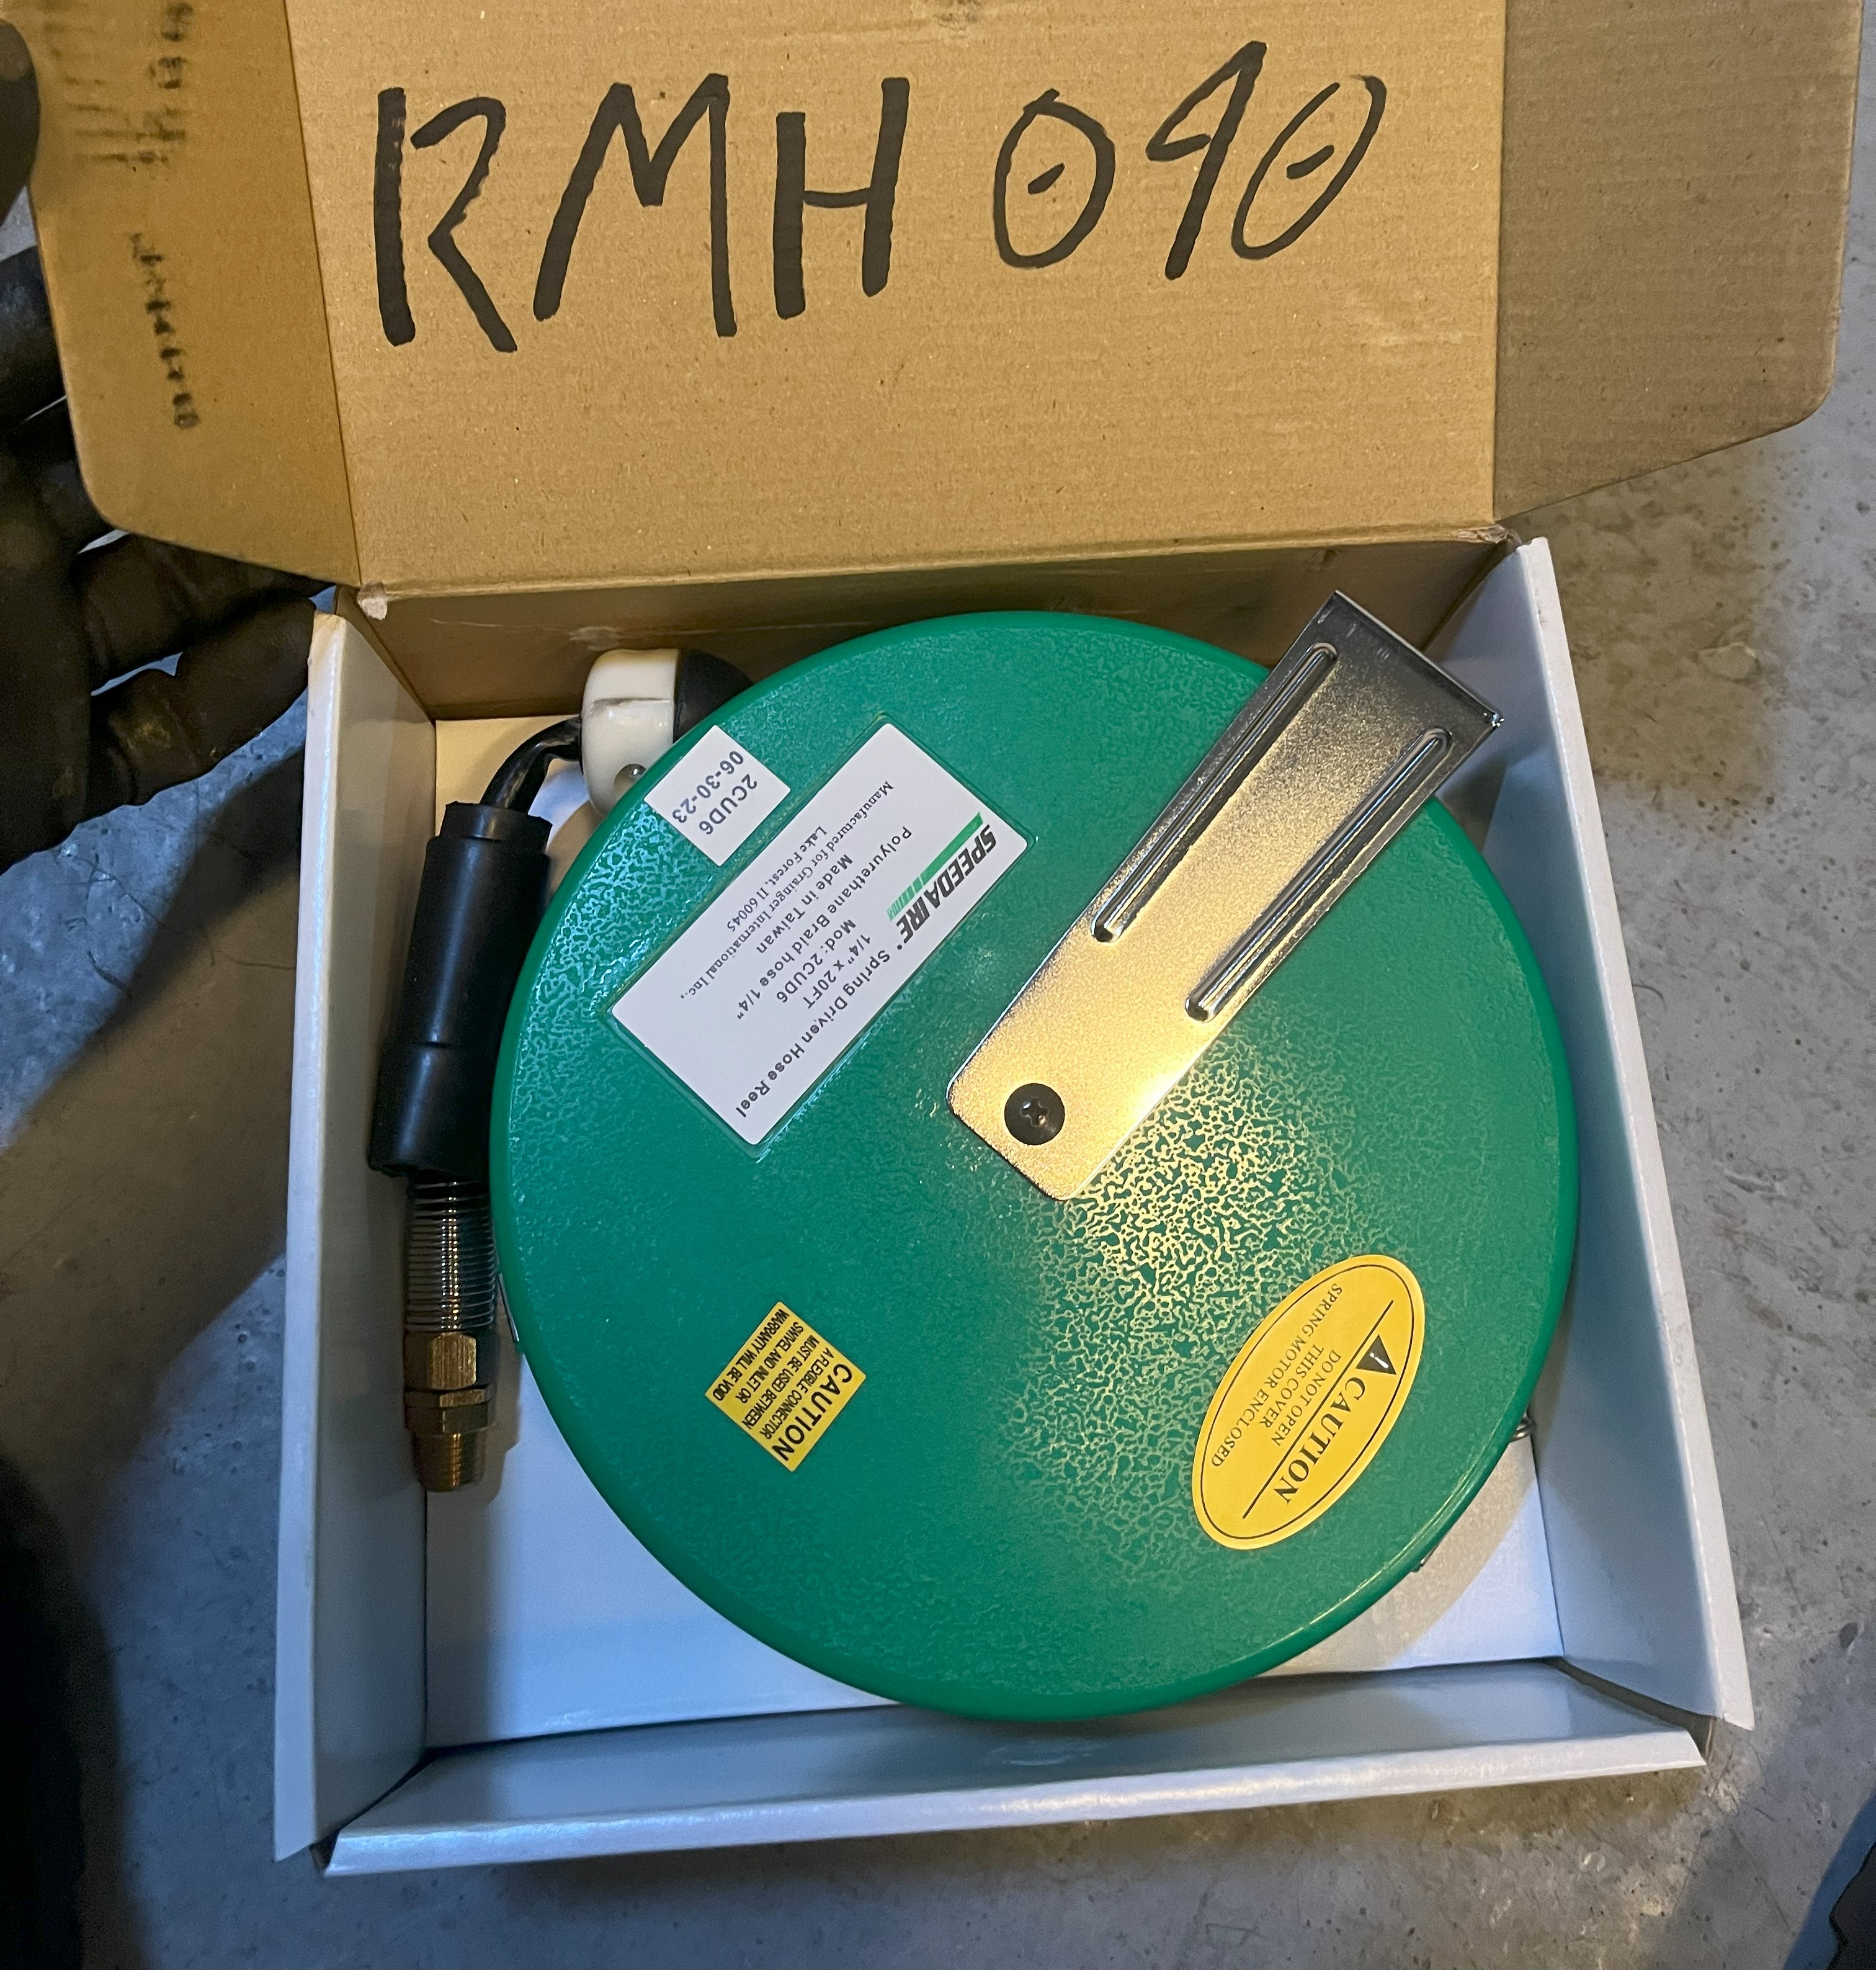 RMH 090
2CUD6
06-30-23
SPEEDAIRE®
Spring Driven Hose Reel
1/4" x 20FT
Mod.:2CUD6
Polyurethane Braid hose 1/4"
Made in Taiwan
Manufactured for Grainger International Inc.,
Lake Forest. Il 60045
CAUTION
A FLEXIBLE CONNECTOR
MUST BE USED BETWEEN
SWIVEL AND INLET OR
WARRANTY WILL BE VOID
CAUTION
DO NOT OPEN
THIS COVER
SPRING MOTOR ENCLOSED